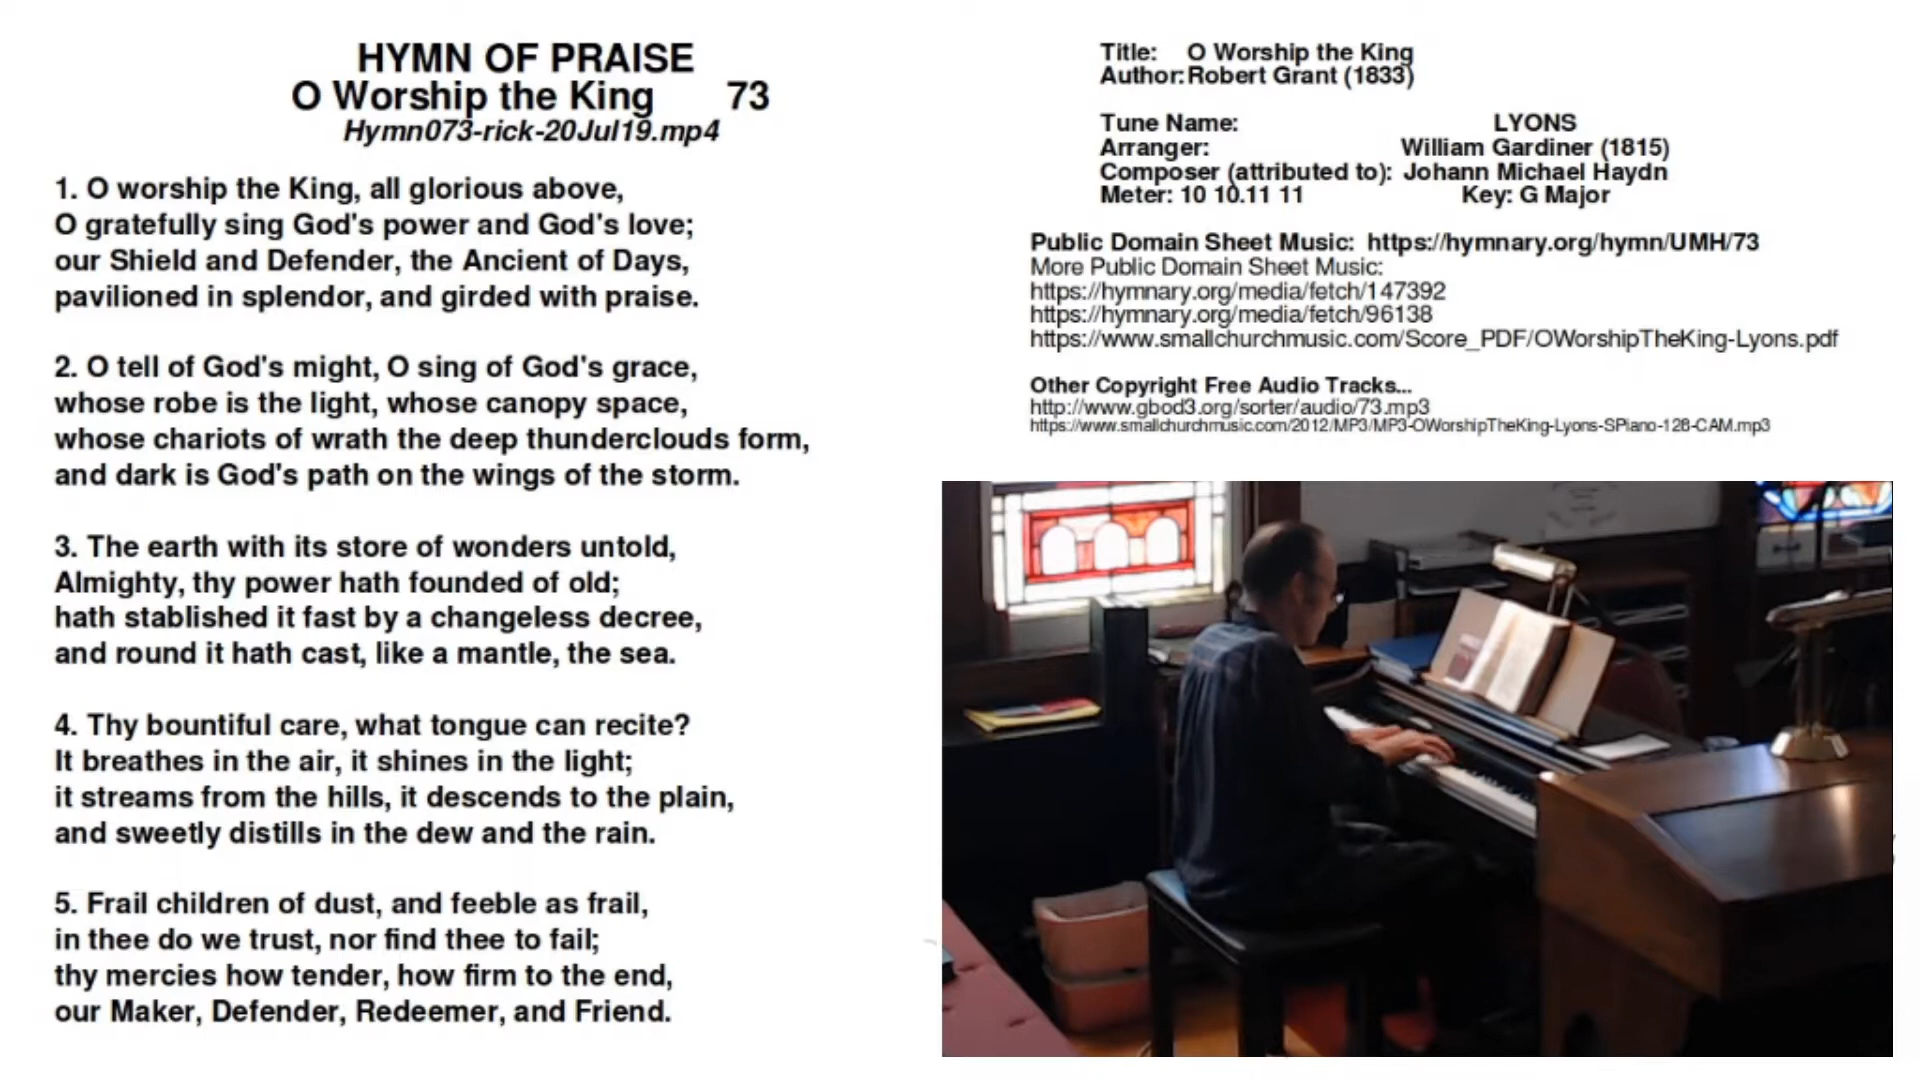 HYMN OF PRAISE
O Worship the King 73
Hymn073-rick-20Jul19.mp4
1. O worship the King, all glorious above,
O gratefully sing God's power and God's love;
our Shield and Defender, the Ancient of Days,
pavilioned in splendor, and girded with praise.
2. O tell of God's might, O sing of God's grace,
whose robe is the light, whose canopy space,
whose chariots of wrath the deep thunderclouds form,
and dark is God's path on the wings of the storm.
3. The earth with its store of wonders untold,
Almighty, thy power hath founded of old;
hath stablished it fast by a changeless decree,
and round it hath cast, like a mantle, the sea.
4. Thy bountiful care, what tongue can recite?
It breathes in the air, it shines in the light;
it streams from the hills, it descends to the plain,
and sweetly distills in the dew and the rain.
5. Frail children of dust, and feeble as frail,
in thee do we trust, nor find thee to fail;
thy mercies how tender, how firm to the end,
our Maker, Defender, Redeemer, and Friend.
Title: O Worship the King
Author: Robert Grant (1833)
Tune Name: LYONS
Arranger: William Gardiner (1815)
Composer (attributed to): Johann Michael Haydn
Meter: 10 10.11 11 Key: G Major
Public Domain Sheet Music: https://hymnary.org/hymn/UMH/73
More Public Domain Sheet Music:
https://hymnary.org/media/fetch/147392
https://hymnary.org/media/fetch/96138
https://www.smallchurchmusic.com/Score_PDF/OWorshipTheKing-Lyons.pdf
Other Copyright Free Audio Tracks...
http://www.gbod3.org/sorter/audio/73.mp3
https://www.smallchurchmusic.com/2012/MP3/MP3-OWorshipTheKing-Lyons-SPiano-128-CAM.mp3